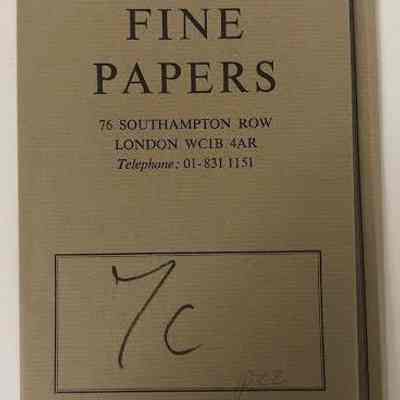 FINE
PAPERS
76 SOUTHAMPTON ROW
LONDON WC1B 4AR
Telephone: 01-831 1151
7c